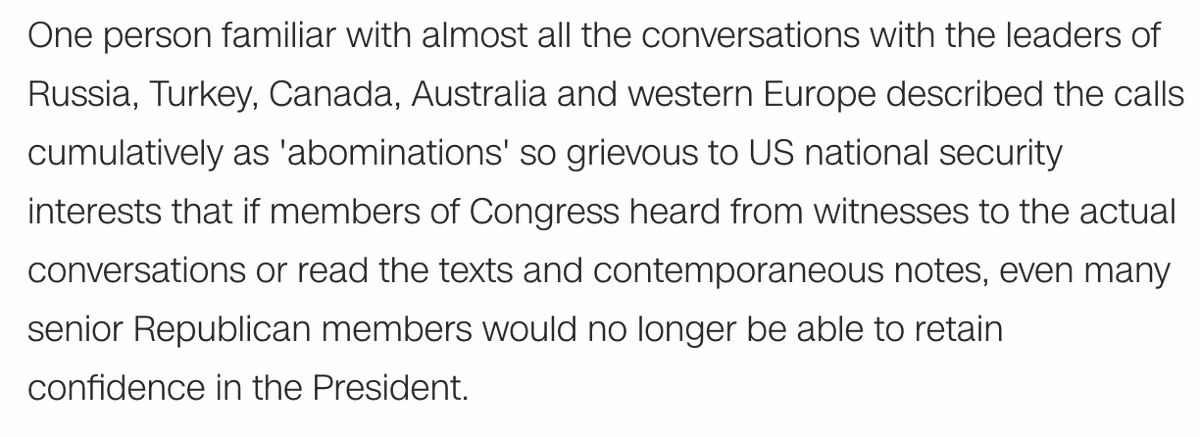 One person familiar with almost all the conversations with the leaders of
Russia, Turkey, Canada, Australia and western Europe described the calls
cumulatively as 'abominations' so grievous to US national security
interests that if members of Congress heard from witnesses to the actual
conversations or read the texts and contemporaneous notes, even many
senior Republican members would no longer be able to retain
confidence in the President.